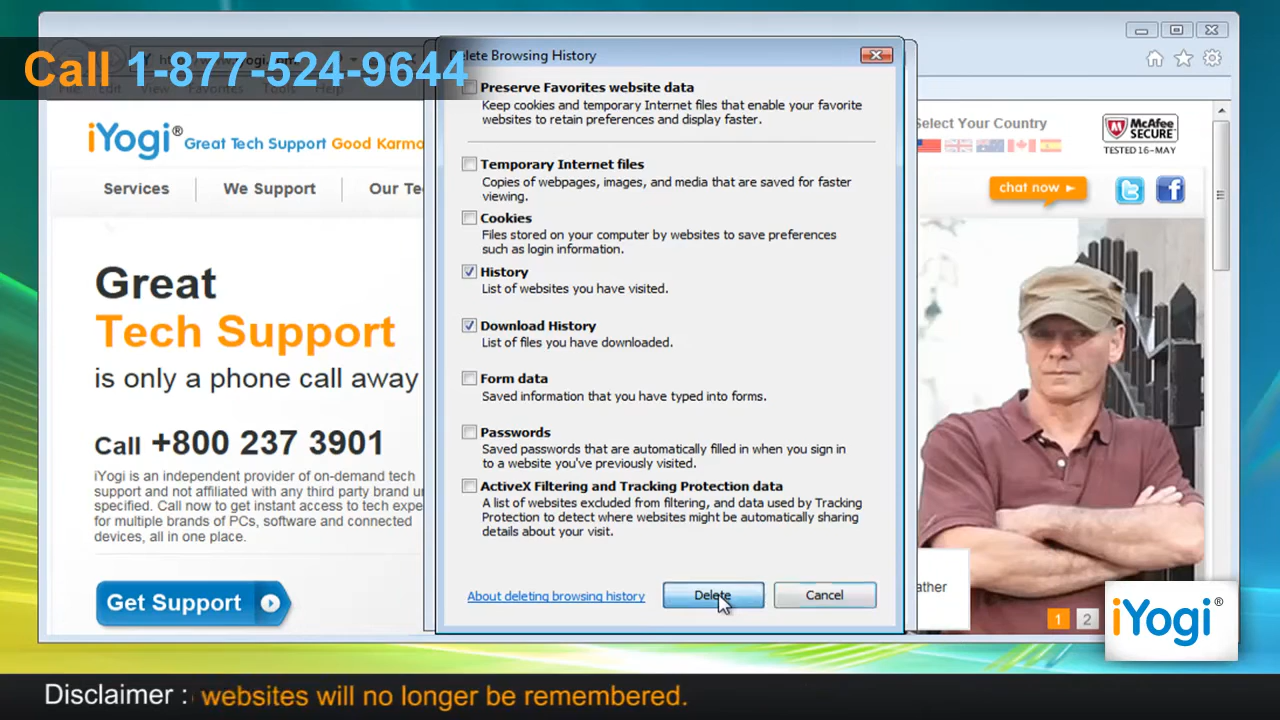 Call 1-877-524-9644
Delete Browsing History
Preserve Favorites website data
Keep cookies and temporary Internet files that enable your favorite
websites to retain preferences and display faster.
Temporary Internet files
Copies of webpages, images, and media that are saved for faster
viewing.
Cookies
Files stored on your computer by websites to save preferences
such as login information.
History
List of websites you have visited.
Download History
List of files you have downloaded.
Form data
Saved information that you have typed into forms.
Passwords
Saved passwords that are automatically filled in when you sign in
to a website you've previously visited.
ActiveX Filtering and Tracking Protection data
A list of websites excluded from filtering, and data used by Tracking
Protection to detect where websites might be automatically sharing
details about your visit.
About deleting browsing history
Delete
Cancel
File Edit View Favorites Tools Help
iYogi® Great Tech Support Good Karma
Services
We Support
Our Te
Great
Tech Support
is only a phone call away
Call +800 237 3901
iYogi is an independent provider of on-demand tech
support and not affiliated with any third party brand un
specified. Call now to get instant access to tech expe
for multiple brands of PCs, software and connected
devices, all in one place.
Get Support
Select Your Country
McAfee
SECURE
TESTED 16-MAY
chat now
ather
1 2
iYogi®
Disclaimer : websites will no longer be remembered.